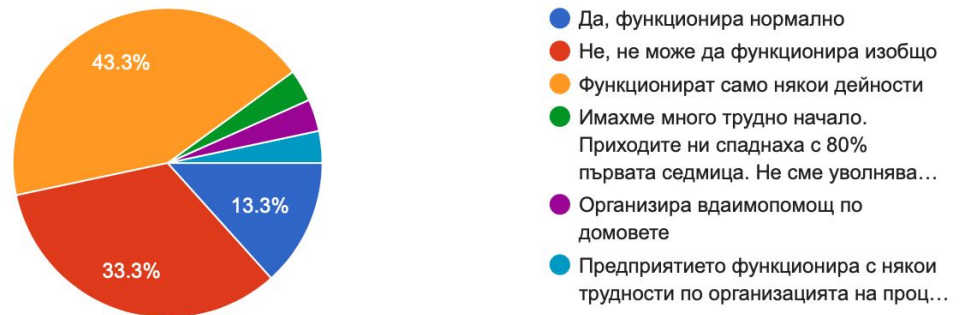 43.3%
13.3%
33.3%
Да, функционира нормално
Не, не може да функционира изобщо
Функционират само някои дейности
Имахме много трудно начало.
Приходите ни спаднаха с 80%
първата седмица. Не сме уволнява…
Организира вдаимопомощ по
домовете
Предприятието функционира с някои
трудности по организацията на проц…